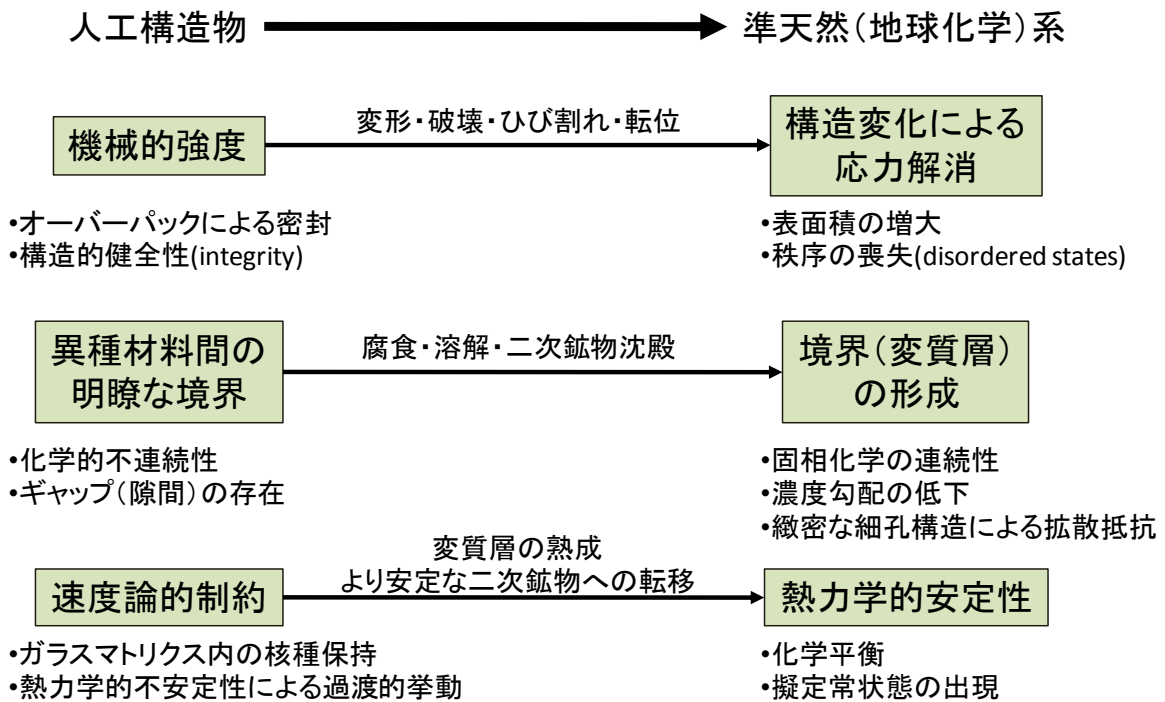 人工構造物
準天然(地球化学)系
機械的強度
変形・破壊・ひび割れ・転位
構造変化による
応力解消
•オーバーパックによる密封
•構造的健全性(integrity)
•表面積の増大
•秩序の喪失(disordered states)
異種材料間の
明瞭な境界
腐食・溶解・二次鉱物沈殿
境界(変質層)
の形成
•化学的不連続性
•ギャップ(隙間)の存在
•固相化学の連続性
•濃度勾配の低下
•緻密な細孔構造による拡散抵抗
速度論的制約
変質層の熟成
より安定な二次鉱物への転移
熱力学的安定性
•ガラスマトリクス内の核種保持
•熱力学的不安定性による過渡的挙動
•化学平衡
•擬定常状態の出現